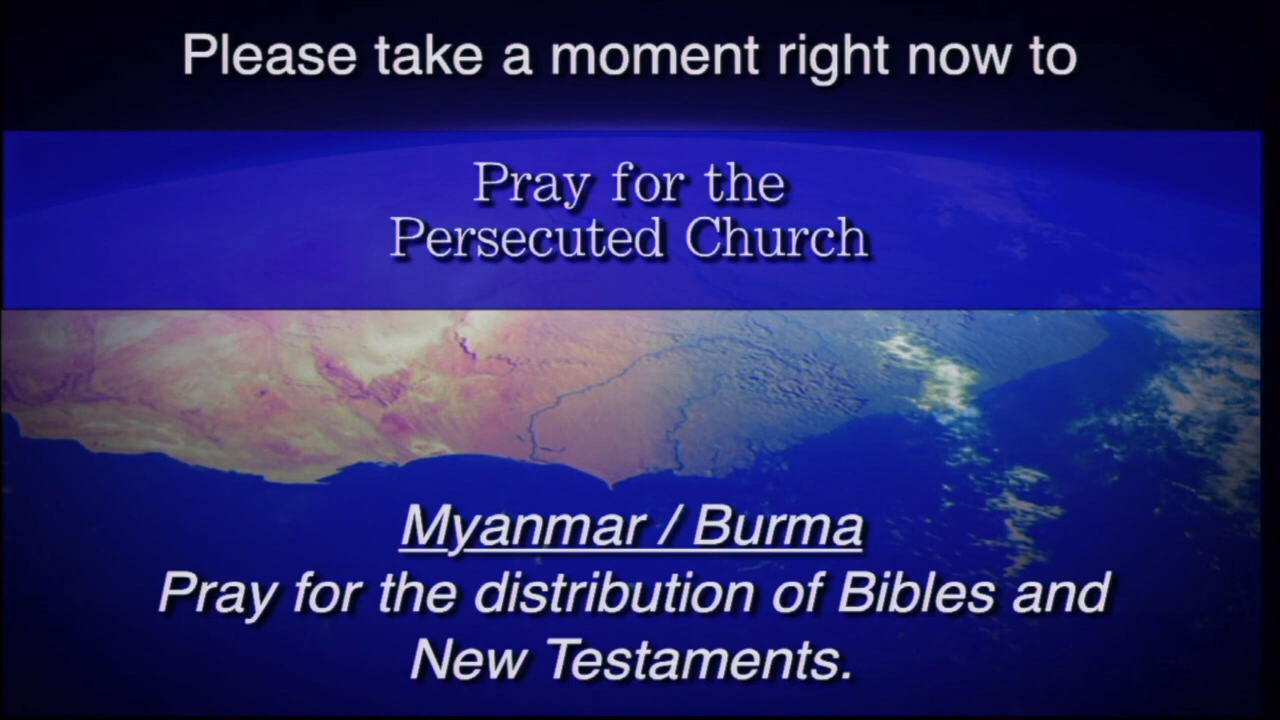 Please take a moment right now to
Pray for the
Persecuted Church
Myanmar / Burma
Pray for the distribution of Bibles and
New Testaments.